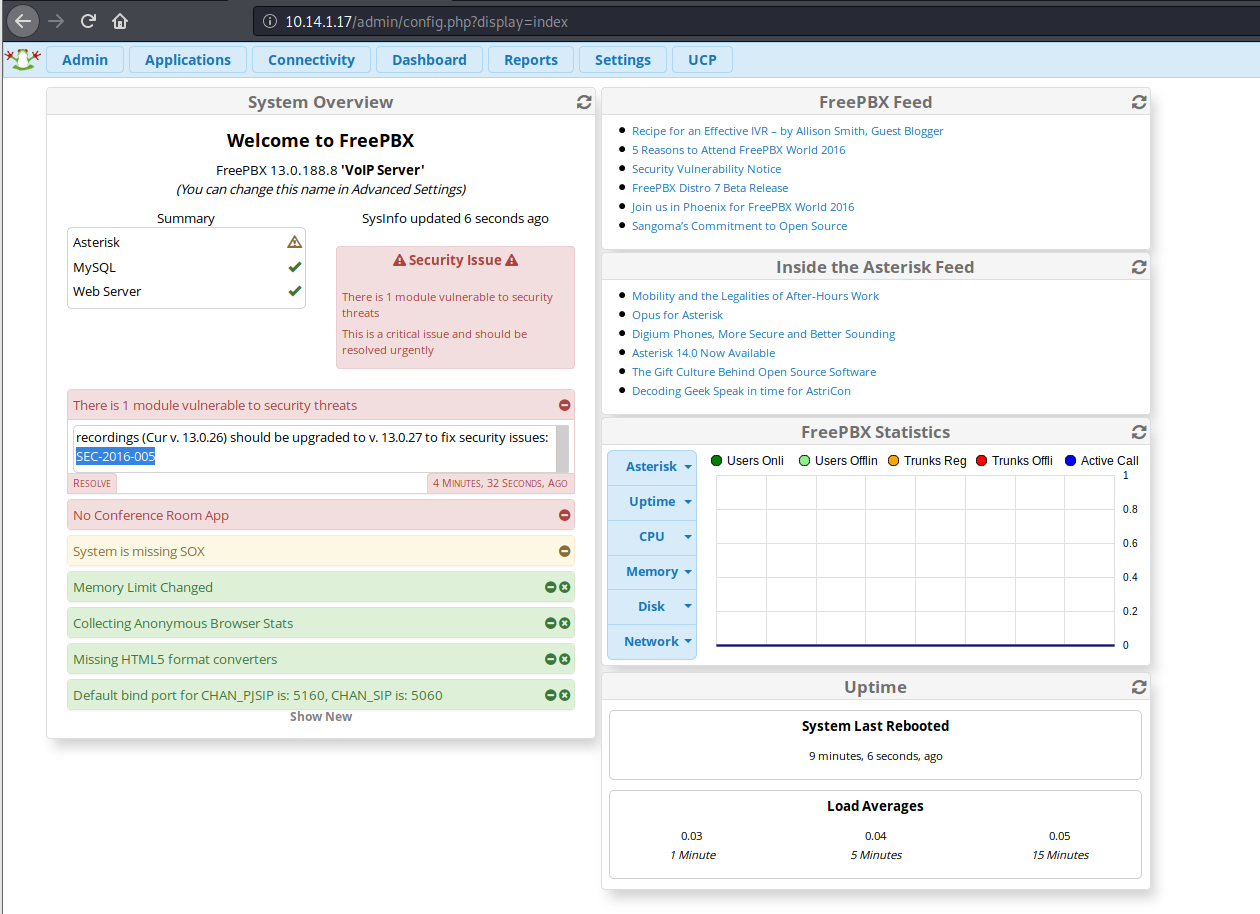 10.14.1.17/admin/config.php?display=index
Admin
Applications
Connectivity
Dashboard
Reports
Settings
UCP
System Overview
Welcome to FreePBX
FreePBX 13.0.188.8 'VoIP Server'
(You can change this name in Advanced Settings)
Summary
Asterisk
MySQL
Web Server
SysInfo updated 6 seconds ago
Security Issue
There is 1 module vulnerable to security
threats
This is a critical issue and should be
resolved urgently
There is 1 module vulnerable to security threats
recordings (Cur v. 13.0.26) should be upgraded to v. 13.0.27 to fix security issues:
SEC-2016-005
Resolve
4 Minutes, 32 Seconds, Ago
No Conference Room App
System is missing SOX
Memory Limit Changed
Collecting Anonymous Browser Stats
Missing HTML5 format converters
Default bind port for CHAN_PJSIP is: 5160, CHAN_SIP is: 5060
Show New
FreePBX Feed
Recipe for an Effective IVR – by Allison Smith, Guest Blogger
5 Reasons to Attend FreePBX World 2016
Security Vulnerability Notice
FreePBX Distro 7 Beta Release
Join us in Phoenix for FreePBX World 2016
Sangoma's Commitment to Open Source
Inside the Asterisk Feed
Mobility and the Legalities of After-Hours Work
Opus for Asterisk
Digium Phones, More Secure and Better Sounding
Asterisk 14.0 Now Available
The Gift Culture Behind Open Source Software
Decoding Geek Speak in time for AstriCon
FreePBX Statistics
Asterisk
Uptime
CPU
Memory
Disk
Network
Users Onli
Users Offlin
Trunks Reg
Trunks Offli
Active Call
1
0.8
0.6
0.4
0.2
0
Uptime
System Last Rebooted
9 minutes, 6 seconds, ago
Load Averages
0.03
1 Minute
0.04
5 Minutes
0.05
15 Minutes